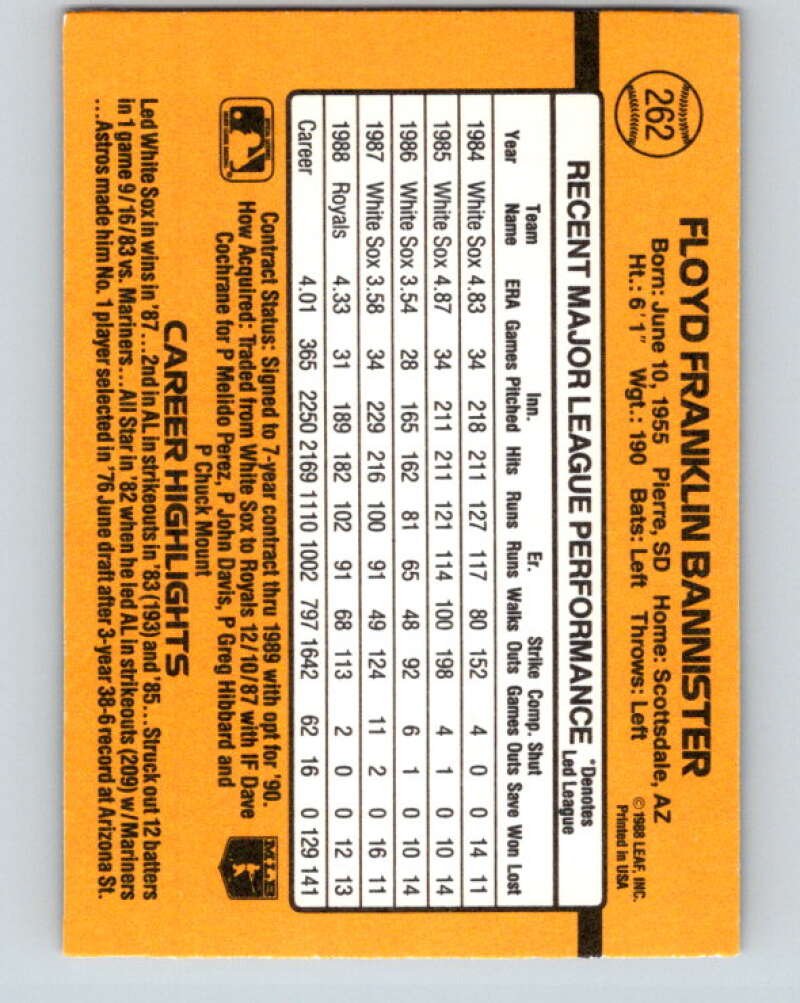 262
FLOYD FRANKLIN BANNISTER
Born: June 10, 1955 Pierre, SD Home: Scottsdale, AZ
Ht.: 6'1" Wgt.: 190 Bats: Left Throws: Left
© 1988 LEAF, INC.
Printed in USA
RECENT MAJOR LEAGUE PERFORMANCE
*Denotes
Led League
Team Inn. Er. Strike Comp. Shut
Year Name ERA Games Pitched Hits Runs Runs Walks Outs Games Outs Save Won Lost
1984 White Sox 4.83 34 218 211 127 117 80 152 4 0 0 14 11
1985 White Sox 4.87 34 211 211 121 114 100 198 4 1 0 10 14
1986 White Sox 3.54 28 165 162 81 65 48 92 6 1 0 10 14
1987 White Sox 3.58 34 229 216 100 91 49 124 11 2 0 16 11
1988 Royals 4.33 31 189 182 102 91 68 113 2 0 0 12 13
Career 4.01 365 2250 2169 1110 1002 797 1642 62 16 0 129 141
Contract Status: Signed to 7-year contract thru 1989 with opt for '90.
How Acquired: Traded from White Sox to Royals 12/10/87 with IF Dave
Cochrane for P Melido Perez, P John Davis, P Greg Hibbard and
P Chuck Mount
MLB
CAREER HIGHLIGHTS
Led White Sox in wins in '87...2nd in AL in strikeouts in '83 (193) and '85...Struck out 12 batters
in 1 game 9/16/83 vs. Mariners...All Star in '82 when he led AL in strikeouts (209) w/Mariners
...Astros made him No. 1 player selected in '76 June draft after 3-year 38-6 record at Arizona St.